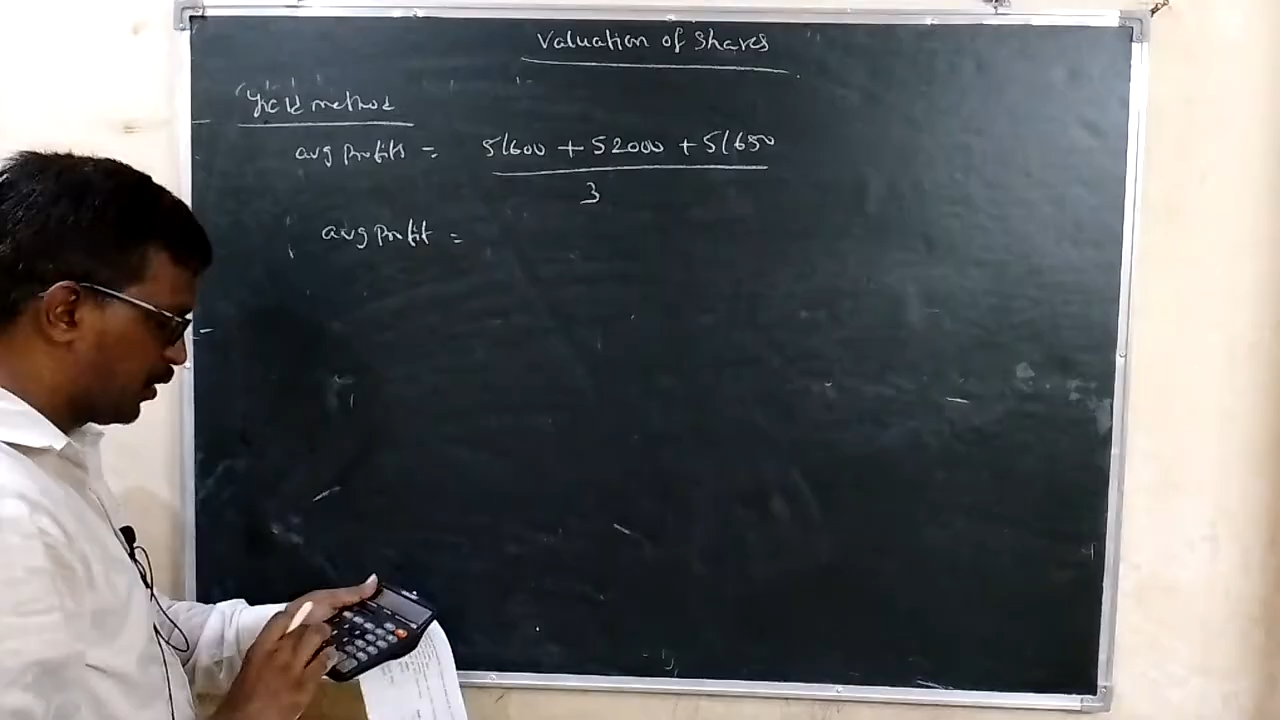 Valuation of Shares
Yield method
avg Profits = 51600 + 52000 + 51650
3
avg Profit =